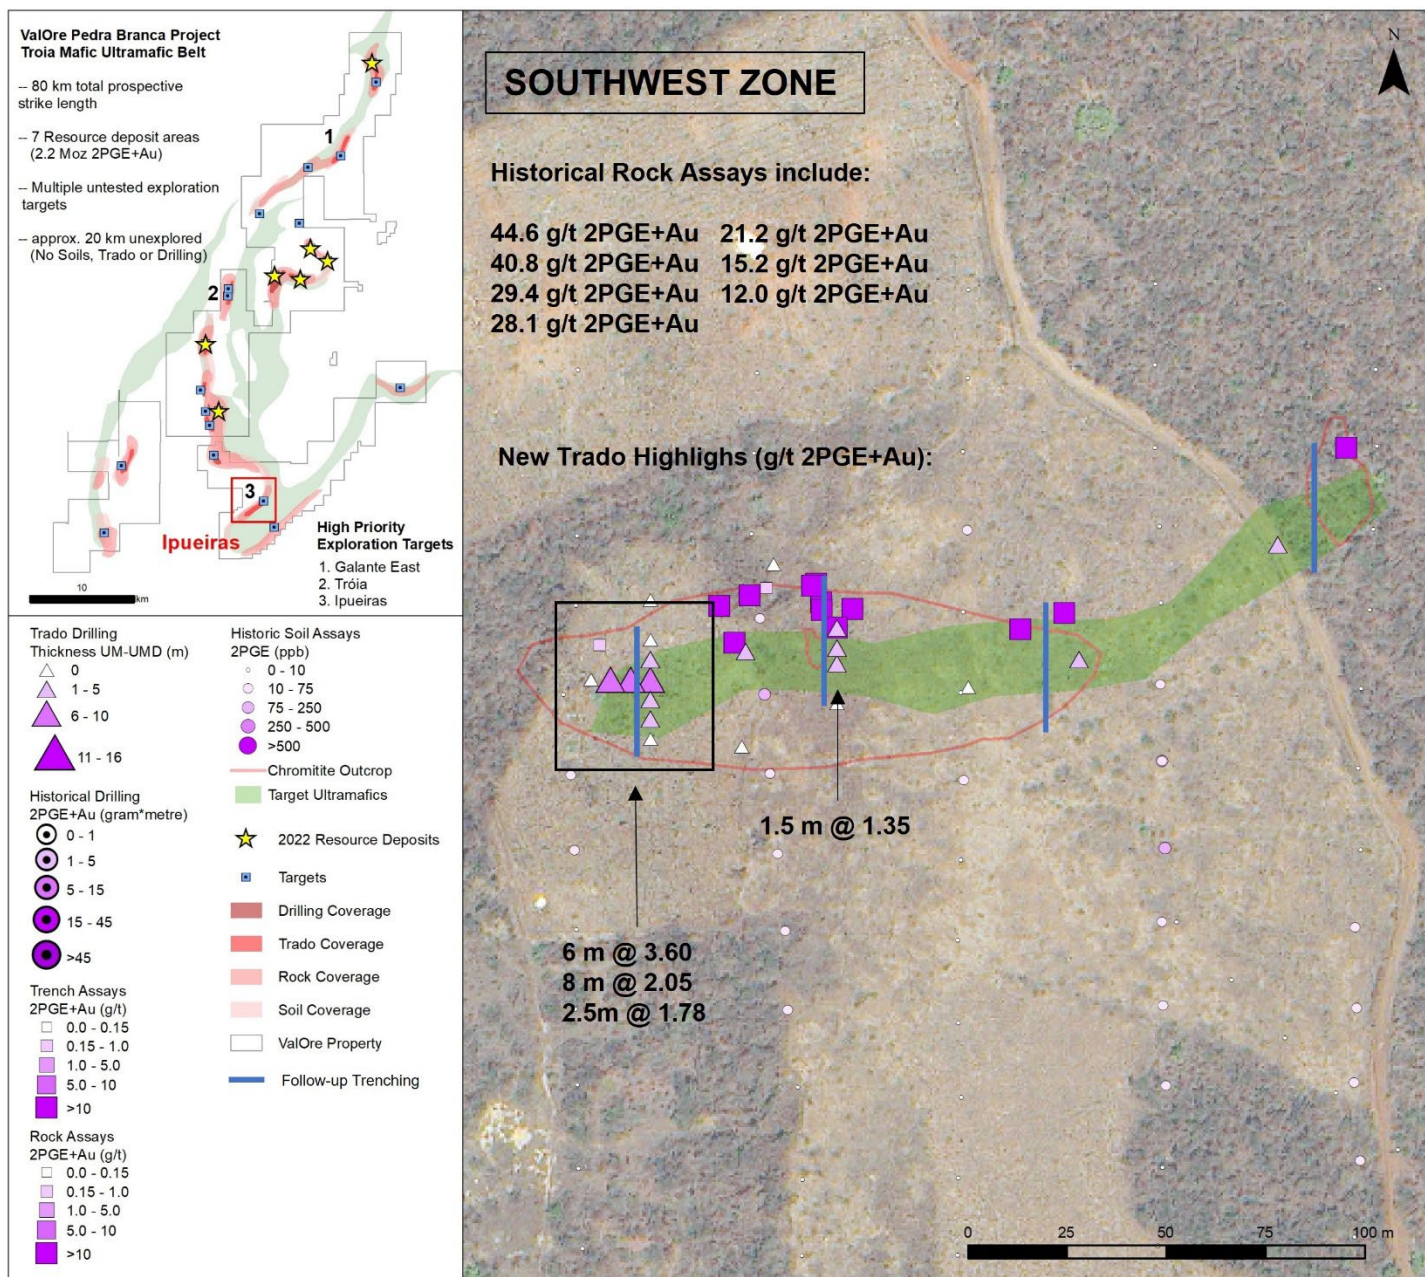 ValOre Pedra Branca Project
Troia Mafic Ultramafic Belt
-- 80 km total prospective
strike length
-- 7 Resource deposit areas
(2.2 Moz 2PGE+Au)
-- Multiple untested exploration
targets
-- approx. 20 km unexplored
(No Soils, Trado or Drilling)
1
2
3
Ipueiras
High Priority
Exploration Targets
1. Galante East
2. Tróia
3. Ipueiras
10
km
Trado Drilling
Thickness UM-UMD (m)
0
1 - 5
6 - 10
11 - 16
Historical Drilling
2PGE+Au (gram*metre)
0 - 1
1 - 5
5 - 15
15 - 45
>45
Trench Assays
2PGE+Au (g/t)
0.0 - 0.15
0.15 - 1.0
1.0 - 5.0
5.0 - 10
>10
Rock Assays
2PGE+Au (g/t)
0.0 - 0.15
0.15 - 1.0
1.0 - 5.0
5.0 - 10
>10
Historic Soil Assays
2PGE (ppb)
0 - 10
10 - 75
75 - 250
250 - 500
>500
Chromitite Outcrop
Target Ultramafics
2022 Resource Deposits
Targets
Drilling Coverage
Trado Coverage
Rock Coverage
Soil Coverage
ValOre Property
Follow-up Trenching
SOUTHWEST ZONE
N
Historical Rock Assays include:
44.6 g/t 2PGE+Au 21.2 g/t 2PGE+Au
40.8 g/t 2PGE+Au 15.2 g/t 2PGE+Au
29.4 g/t 2PGE+Au 12.0 g/t 2PGE+Au
28.1 g/t 2PGE+Au
New Trado Highlighs (g/t 2PGE+Au):
1.5 m @ 1.35
6 m @ 3.60
8 m @ 2.05
2.5m @ 1.78
0 25 50 75 100 m